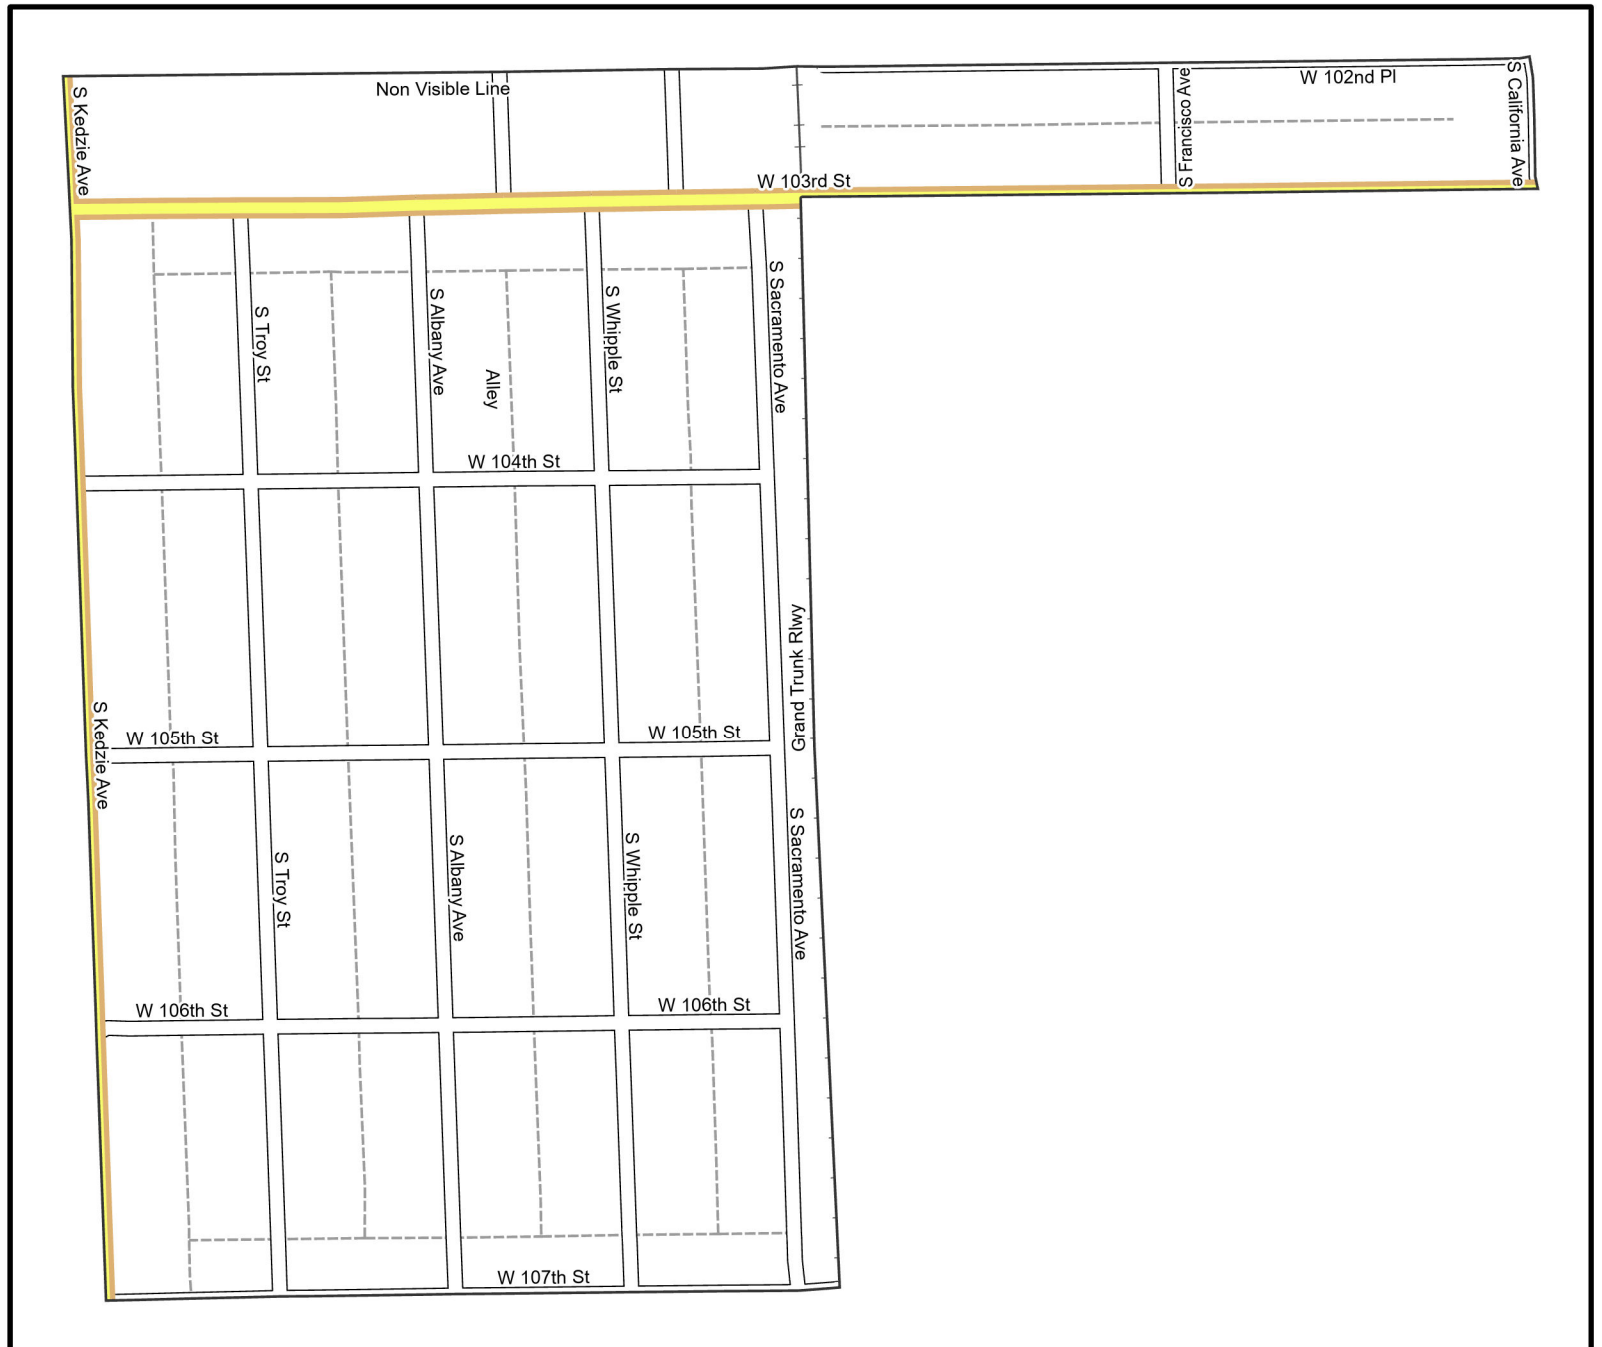 Non Visible Line
W 102nd Pl
S Kedzie Ave
S Francisco Ave
S California Ave
W 103rd St
S Troy St
S Albany Ave
Alley
S Whipple St
S Sacramento Ave
W 104th St
Grand Trunk Rlwy
S Kedzie Ave
W 105th St
W 105th St
S Troy St
S Albany Ave
S Whipple St
S Sacramento Ave
W 106th St
W 106th St
W 107th St